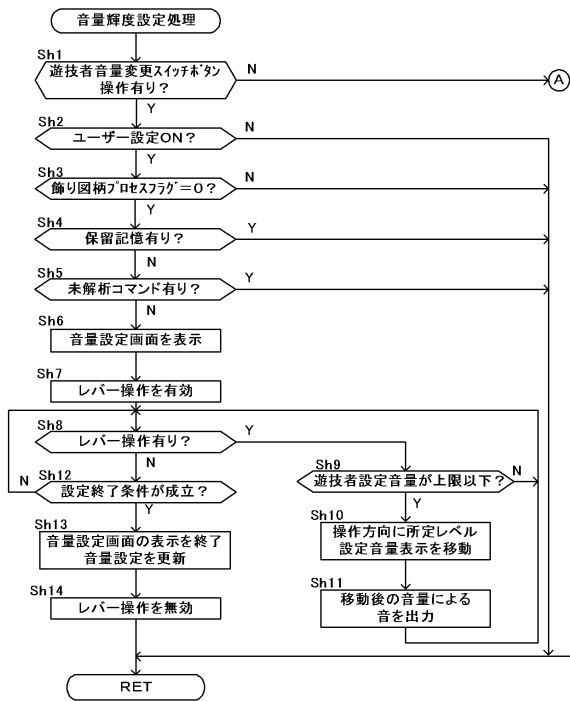 音量輝度設定処理
Sh1
遊技者音量変更スイッチボタン
操作有り？
N
A
Y
Sh2
ユーザー設定ON？
N
Y
Sh3
飾り図柄プロセスフラグ＝０？
N
Y
Sh4
保留記憶有り？
Y
N
Sh5
未解析コマンド有り？
Y
N
Sh6
音量設定画面を表示
Sh7
レバー操作を有効
Sh8
レバー操作有り？
Y
N
Sh9
遊技者設定音量が上限以下？
N
Y
Sh12
設定終了条件が成立？
N
Y
Sh10
操作方向に所定レベル
設定音量表示を移動
Sh13
音量設定画面の表示を終了
音量設定を更新
Sh11
移動後の音量による
音を出力
Sh14
レバー操作を無効
RET